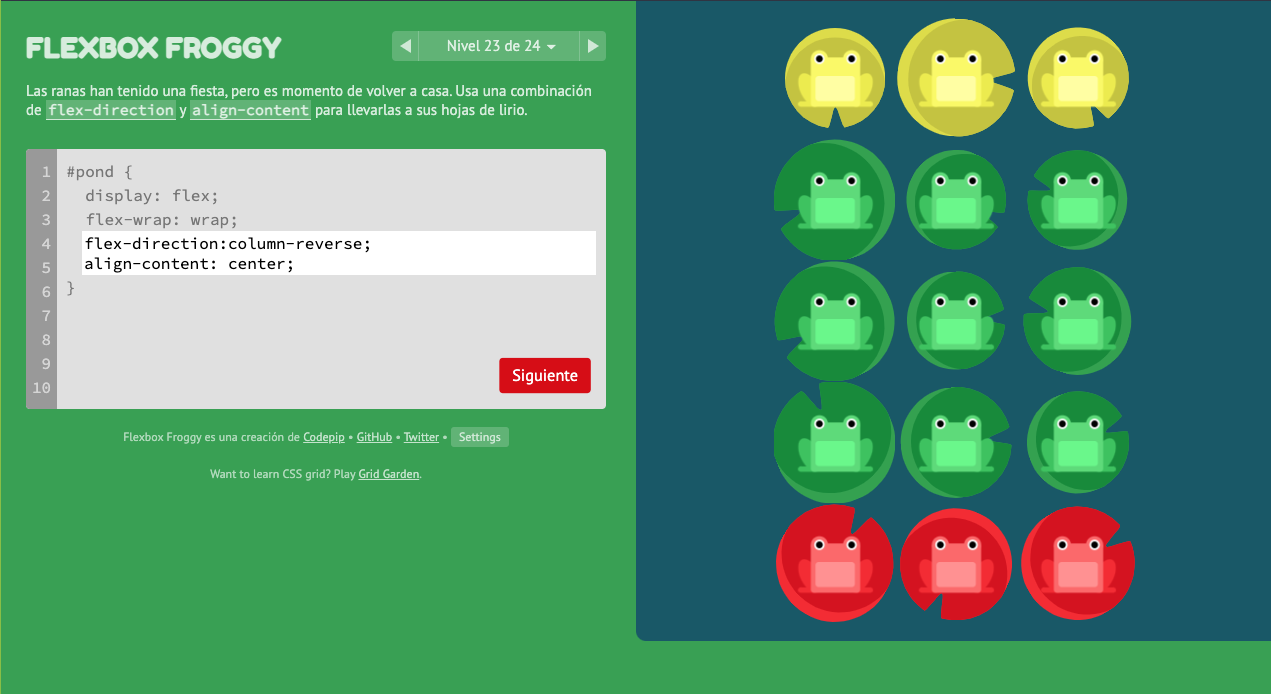 FLEXBOX FROGGY
Nivel 23 de 24
Las ranas han tenido una fiesta, pero es momento de volver a casa. Usa una combinación
de flex-direction y align-content para llevarlas a sus hojas de lirio.
1 #pond {
2 display: flex;
3 flex-wrap: wrap;
4 flex-direction:column-reverse;
5 align-content: center;
6 }
7
8
9
10
Siguiente
Flexbox Froggy es una creación de Codepip • GitHub • Twitter • Settings
Want to learn CSS grid? Play Grid Garden.